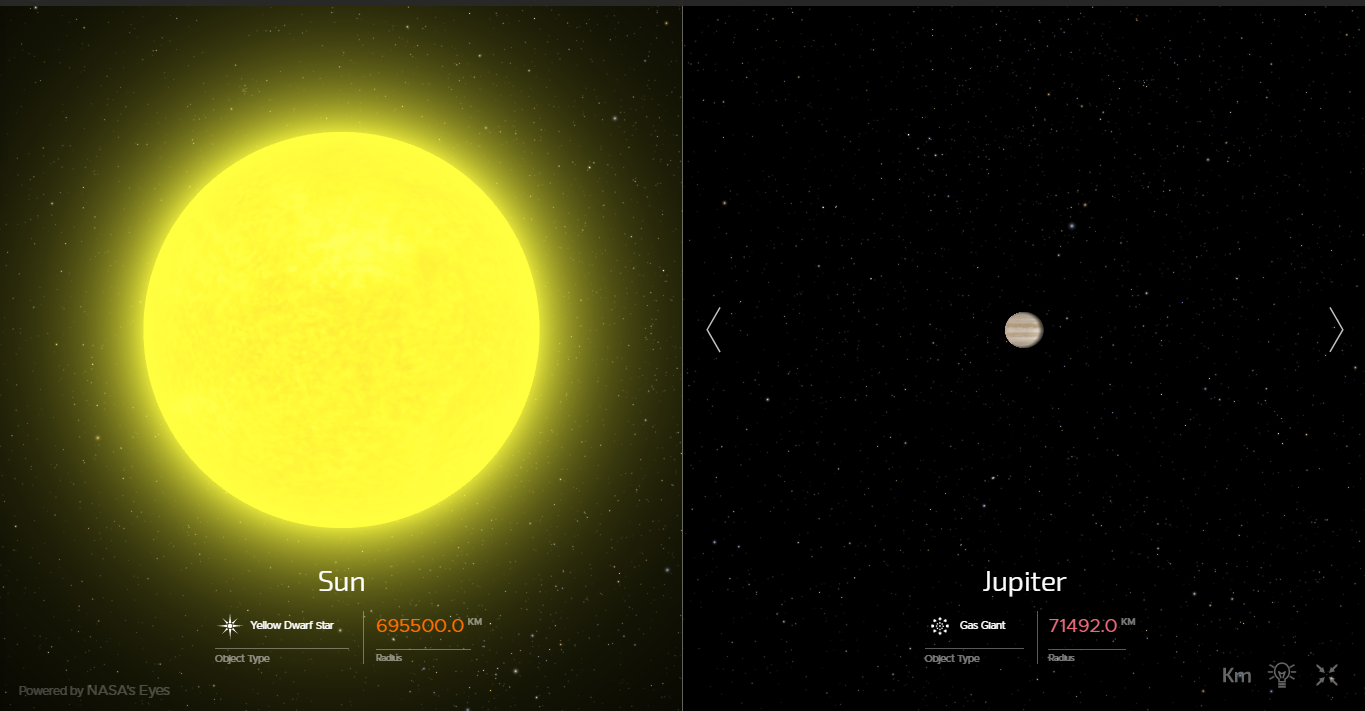 Sun
Yellow Dwarf Star
695500.0 KM
Object Type
Radius
Powered by NASA's Eyes
Jupiter
Gas Giant
71492.0 KM
Object Type
Radius
Km